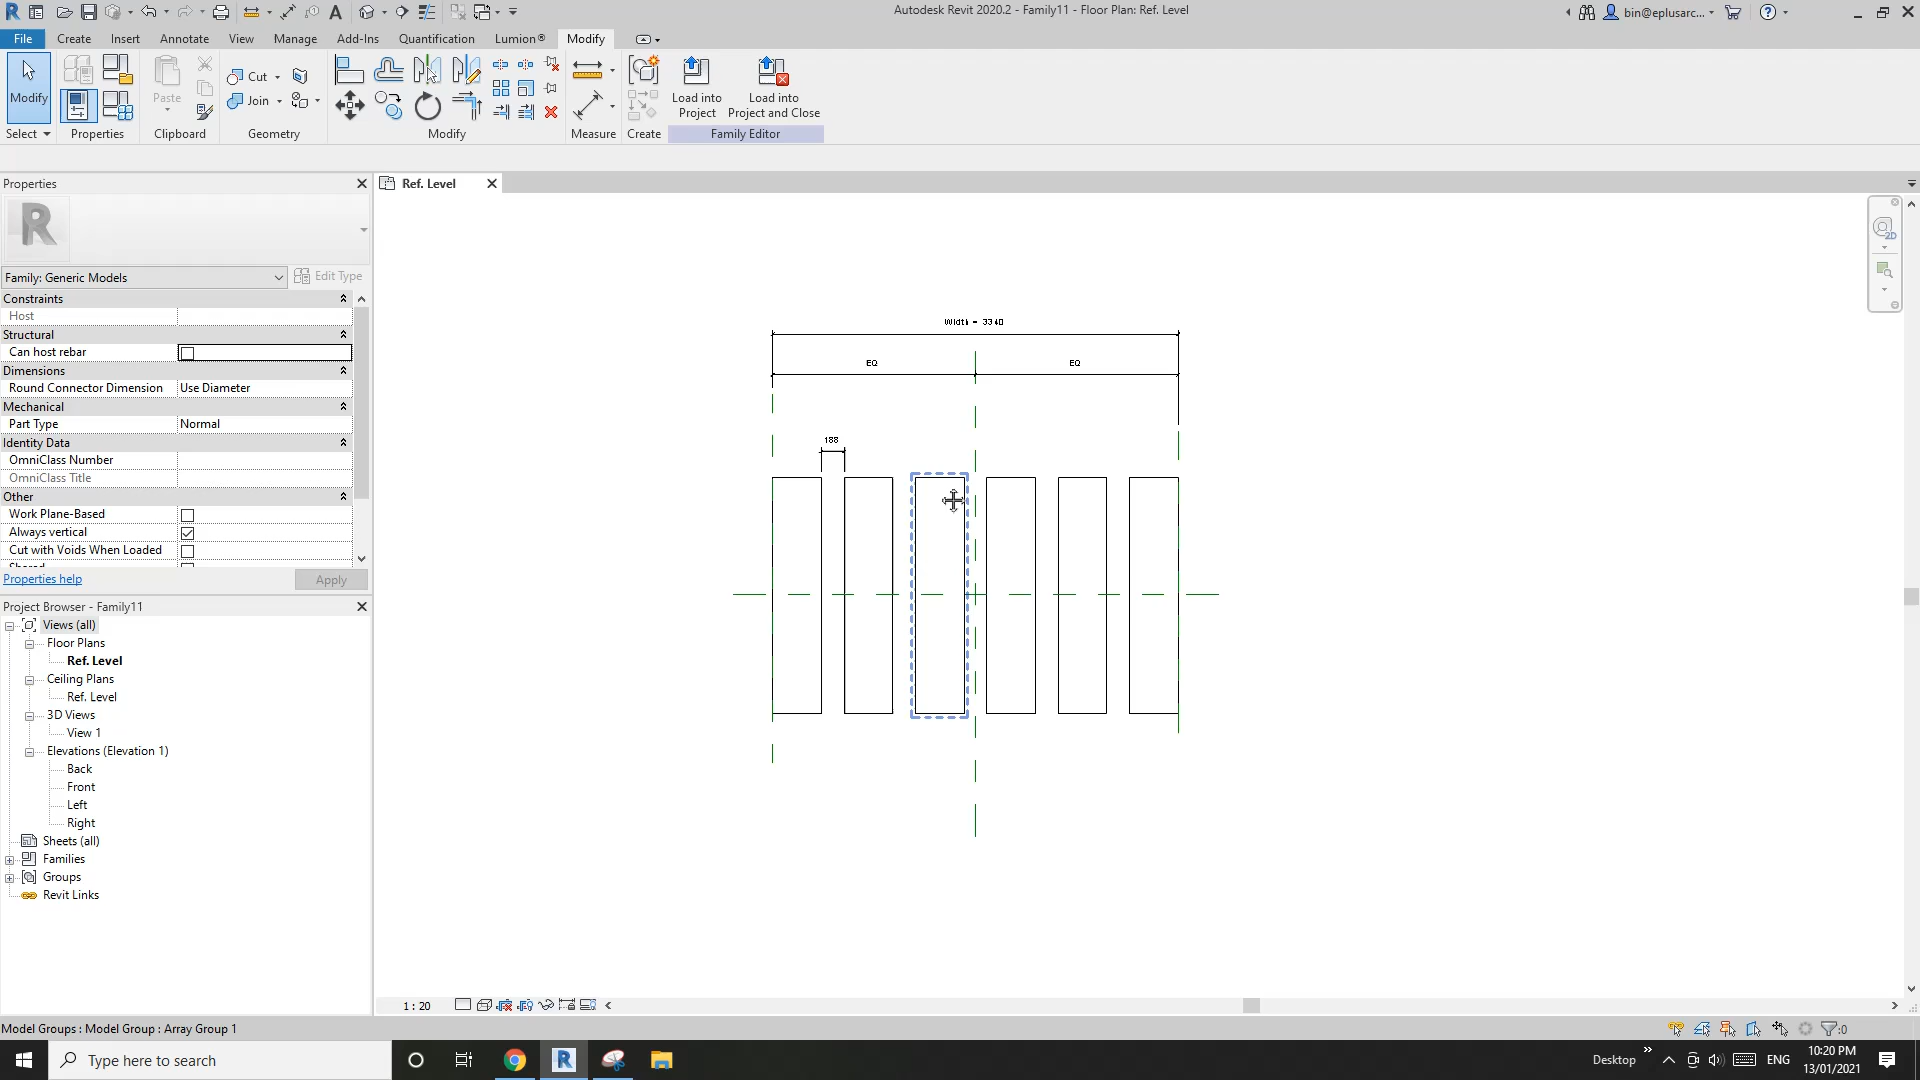 Autodesk Revit 2020.2 - Family11 - Floor Plan: Ref. Level
bin@eplusarc...
File Create Insert Annotate View Manage Add-Ins Quantification Lumion® Modify
Modify
Paste
Cut
Join
Load into
Project
Load into
Project and Close
Select Properties Clipboard Geometry Modify Measure Create Family Editor
Properties
Ref. Level
Family: Generic Models
Edit Type
Constraints
Host
Structural
Can host rebar
Dimensions
Round Connector Dimension Use Diameter
Mechanical
Part Type Normal
Identity Data
OmniClass Number
OmniClass Title
Other
Work Plane-Based
Always vertical
Cut with Voids When Loaded
Properties help
Apply
Project Browser - Family11
Views (all)
Floor Plans
Ref. Level
Ceiling Plans
Ref. Level
3D Views
View 1
Elevations (Elevation 1)
Back
Front
Left
Right
Sheets (all)
Families
Groups
Revit Links
Width = 3340
EQ EQ
188
2D
1 : 20
Model Groups : Model Group : Array Group 1
:0
Type here to search
Desktop
ENG
10:20 PM
13/01/2021